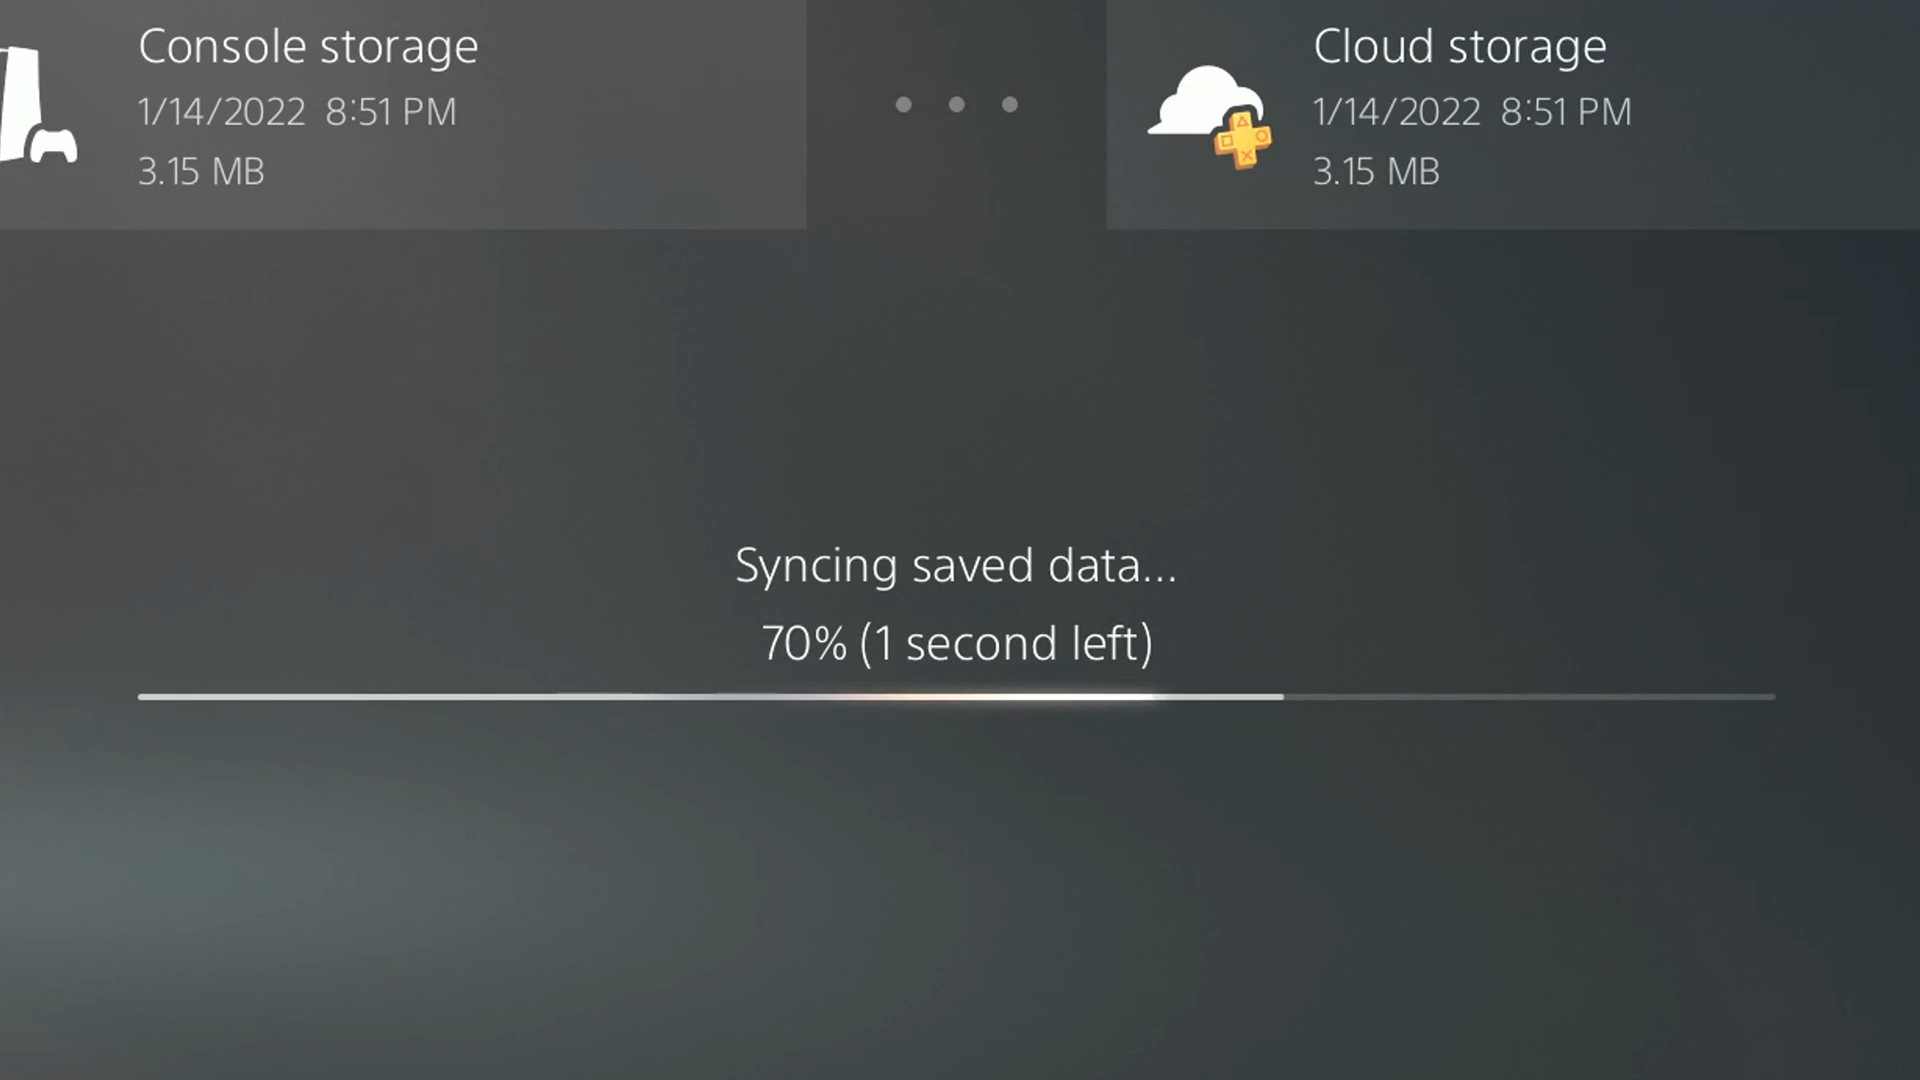 Console storage
1/14/2022 8:51 PM
3.15 MB
Cloud storage
1/14/2022 8:51 PM
3.15 MB
Syncing saved data...
70% (1 second left)